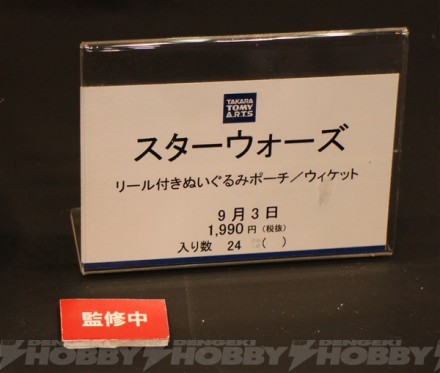 TAKARA
TOMY
A.R.T.S
スターウォーズ
リール付きぬいぐるみポーチ／ウィケット
9月3日
1,990円（税抜）
入り数 24 （ ）
監修中
DENGEKI
HOBBY
DENGEKI
HOBBY
DENGEKI
HOBBY